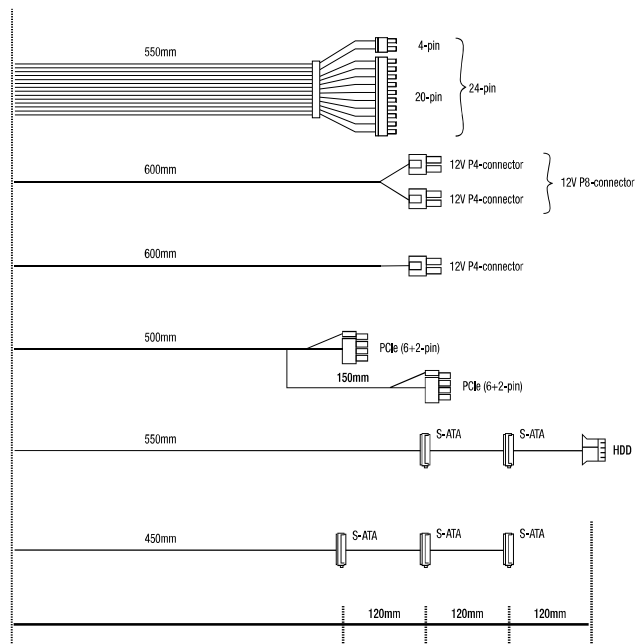 550mm
4-pin
20-pin
24-pin
600mm
12V P4-connector
12V P4-connector
12V P8-connector
600mm
12V P4-connector
500mm
PCIe (6+2-pin)
150mm
PCIe (6+2-pin)
550mm
S-ATA
S-ATA
HDD
450mm
S-ATA
S-ATA
S-ATA
120mm
120mm
120mm